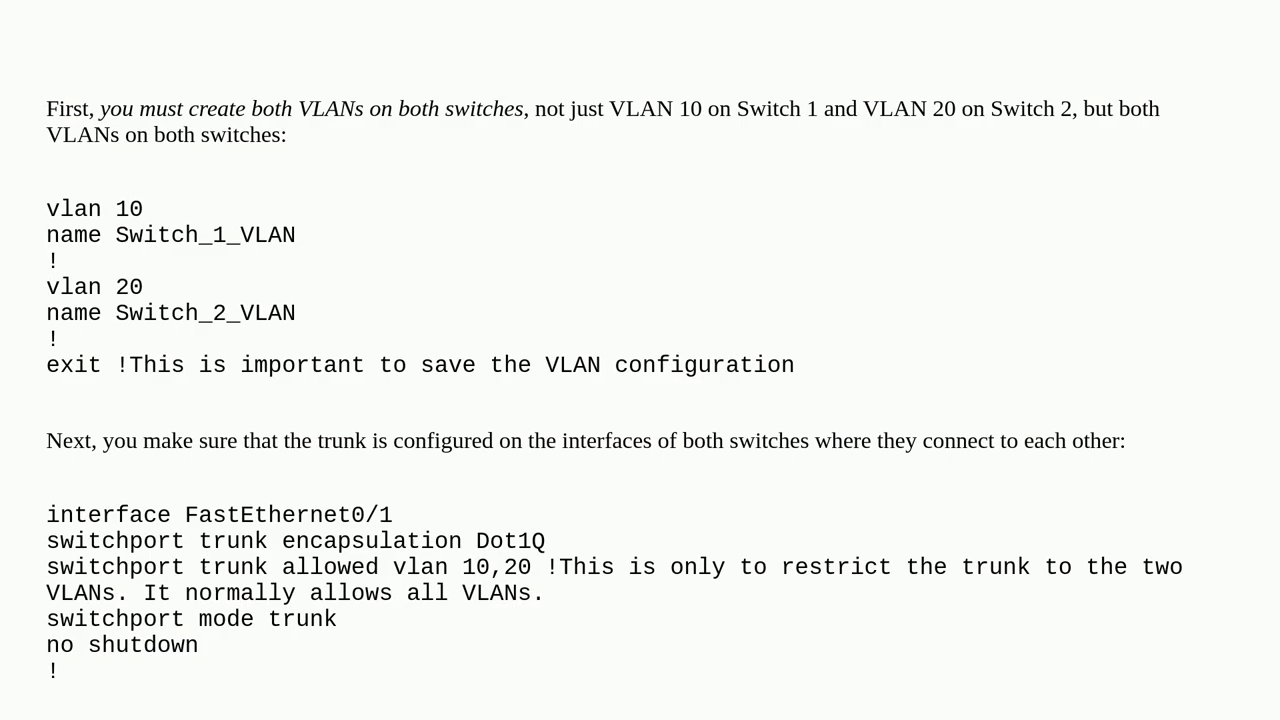 First, you must create both VLANs on both switches, not just VLAN 10 on Switch 1 and VLAN 20 on Switch 2, but both
VLANs on both switches:
vlan 10
name Switch_1_VLAN
!
vlan 20
name Switch_2_VLAN
!
exit !This is important to save the VLAN configuration
Next, you make sure that the trunk is configured on the interfaces of both switches where they connect to each other:
interface FastEthernet0/1
switchport trunk encapsulation Dot1Q
switchport trunk allowed vlan 10,20 !This is only to restrict the trunk to the two
VLANs. It normally allows all VLANs.
switchport mode trunk
no shutdown
!